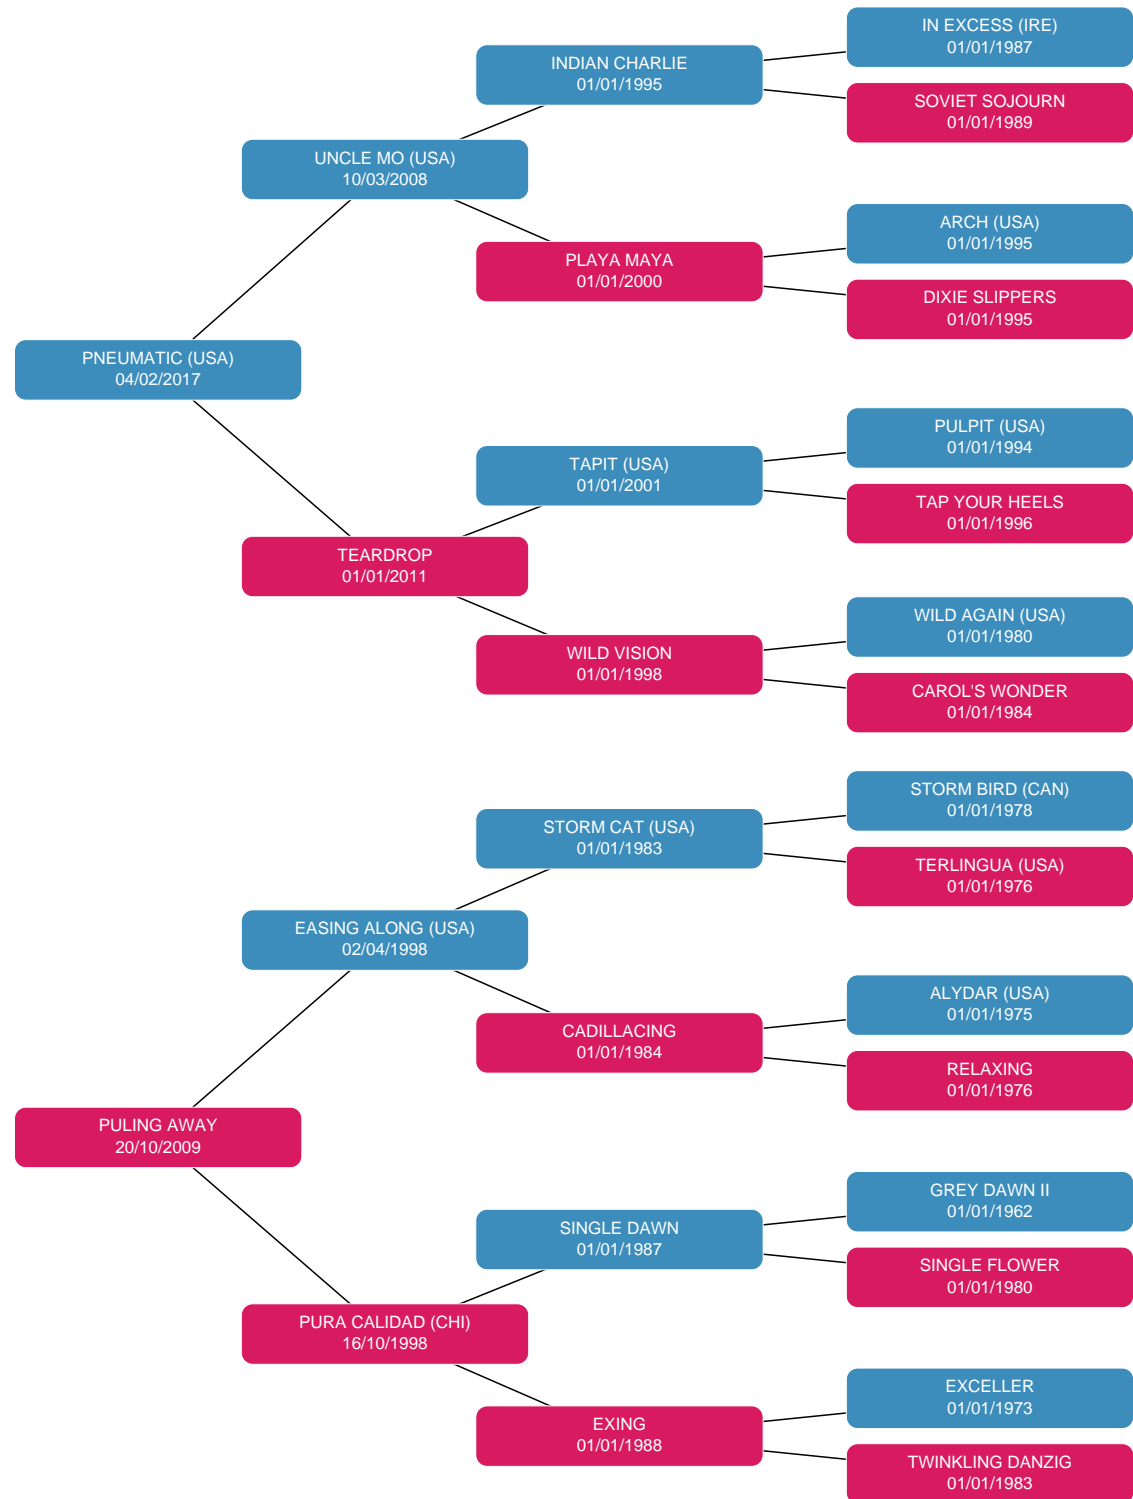 IN EXCESS (IRE)
01/01/1987
INDIAN CHARLIE
01/01/1995
SOVIET SOJOURN
01/01/1989
UNCLE MO (USA)
10/03/2008
ARCH (USA)
01/01/1995
PLAYA MAYA
01/01/2000
DIXIE SLIPPERS
01/01/1995
PNEUMATIC (USA)
04/02/2017
PULPIT (USA)
01/01/1994
TAPIT (USA)
01/01/2001
TAP YOUR HEELS
01/01/1996
TEARDROP
01/01/2011
WILD AGAIN (USA)
01/01/1980
WILD VISION
01/01/1998
CAROL'S WONDER
01/01/1984
STORM BIRD (CAN)
01/01/1978
STORM CAT (USA)
01/01/1983
TERLINGUA (USA)
01/01/1976
EASING ALONG (USA)
02/04/1998
ALYDAR (USA)
01/01/1975
CADILLACING
01/01/1984
RELAXING
01/01/1976
PULING AWAY
20/10/2009
GREY DAWN II
01/01/1962
SINGLE DAWN
01/01/1987
SINGLE FLOWER
01/01/1980
PURA CALIDAD (CHI)
16/10/1998
EXCELLER
01/01/1973
EXING
01/01/1988
TWINKLING DANZIG
01/01/1983